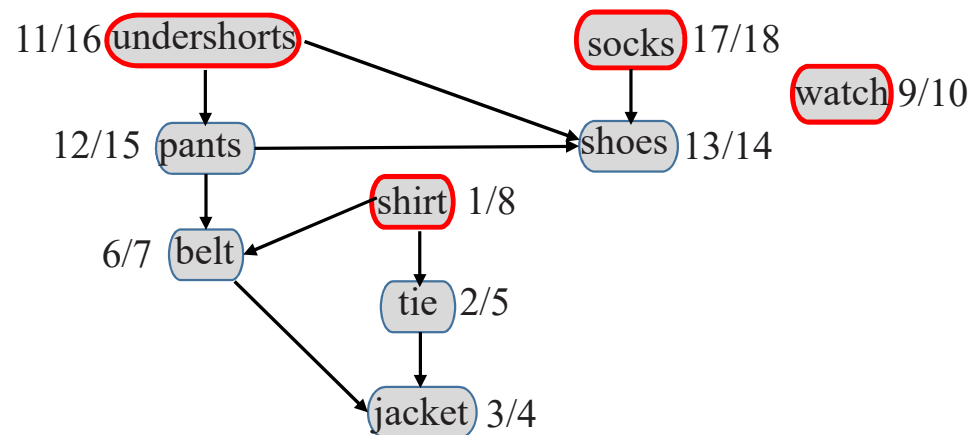 11/16 undershorts
socks 17/18
watch 9/10
12/15 pants
shoes 13/14
shirt 1/8
6/7 belt
tie 2/5
jacket 3/4